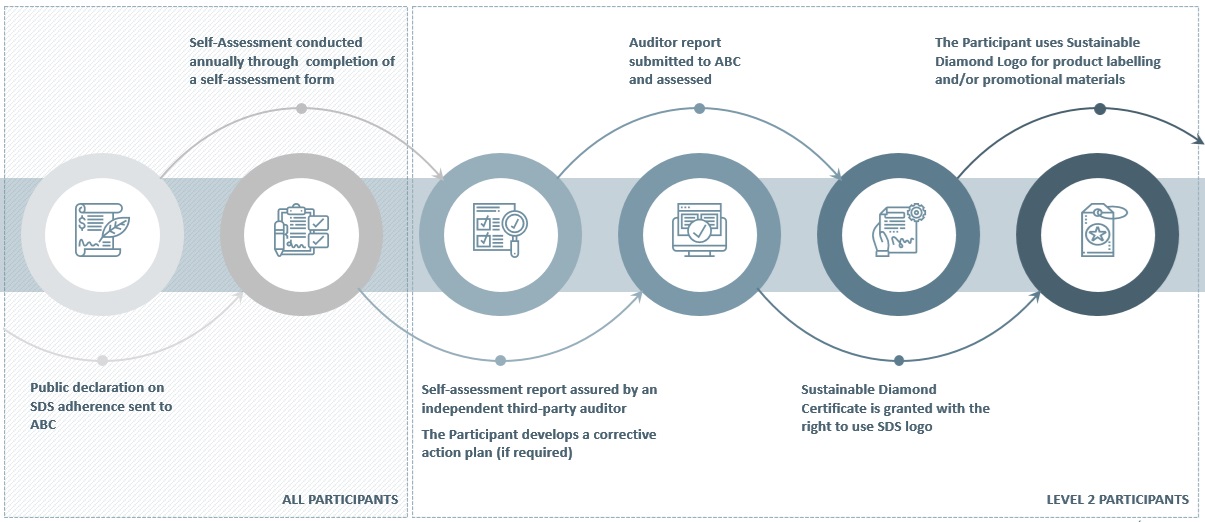 Self-Assessment conducted
annually through completion of
a self-assessment form
Public declaration on
SDS adherence sent to
ABC
ALL PARTICIPANTS
Self-assessment report assured by an
independent third-party auditor
The Participant develops a corrective
action plan (if required)
Auditor report
submitted to ABC
and assessed
Sustainable Diamond
Certificate is granted with the
right to use SDS logo
The Participant uses Sustainable
Diamond Logo for product labelling
and/or promotional materials
LEVEL 2 PARTICIPANTS